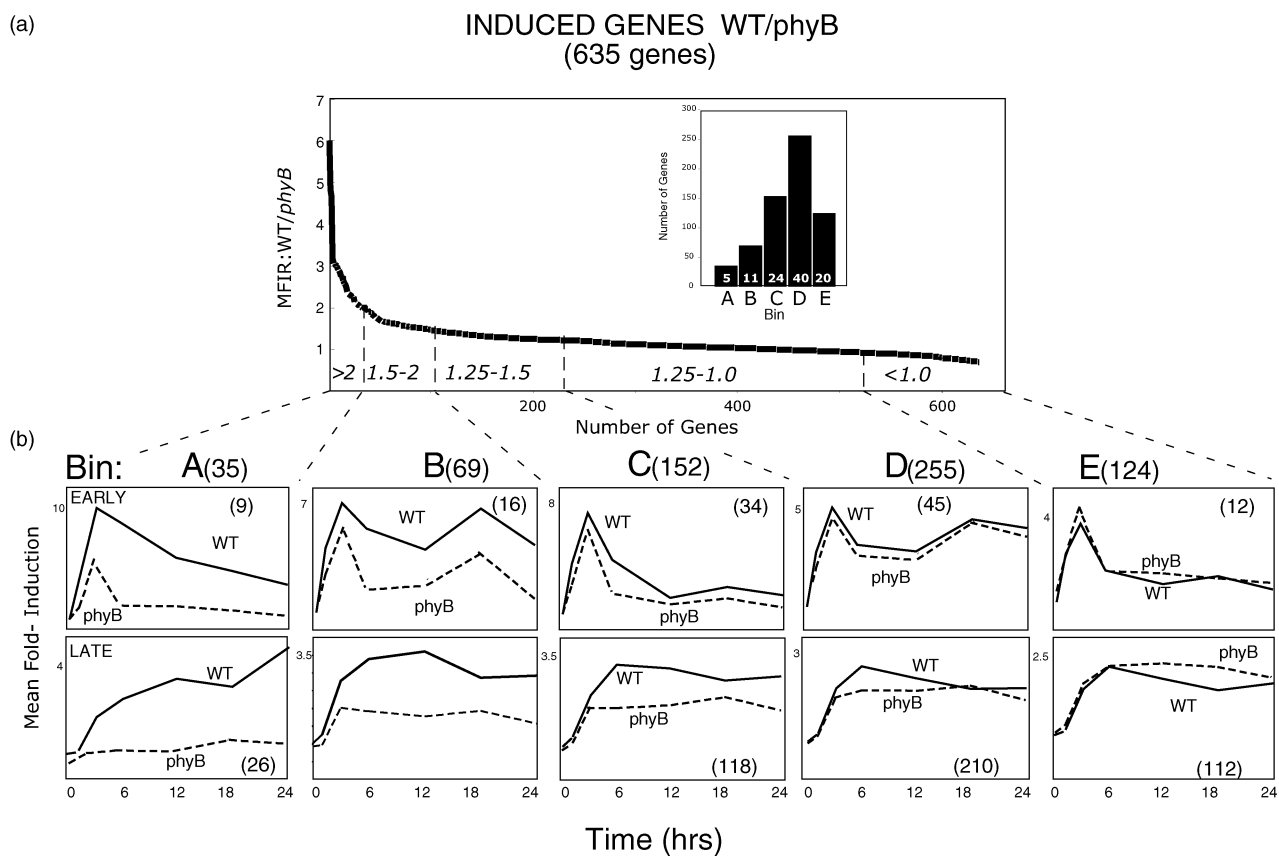 (a)
INDUCED GENES WT/phyB
(635 genes)
7
6
5
4
3
2
1
MFIR:WT/phyB
300
250
200
150
100
50
0
Number of Genes
5 11 24 40 20
A B C D E
Bin
>2 1.5-2 1.25-1.5 1.25-1.0 <1.0
200 400 600
Number of Genes
(b)
Bin: A(35) B(69) C(152) D(255) E(124)
Mean Fold- Induction
EARLY
10
(9)
WT
phyB
7
(16)
WT
phyB
8
(34)
WT
phyB
5
(45)
WT
phyB
4
(12)
phyB
WT
LATE
4
WT
phyB
(26)
3.5
3.5
WT
phyB
(118)
3
WT
phyB
(210)
2.5
phyB
WT
(112)
0 6 12 18 24
0 6 12 18 24
0 6 12 18 24
0 6 12 18 24
0 6 12 18 24
Time (hrs)